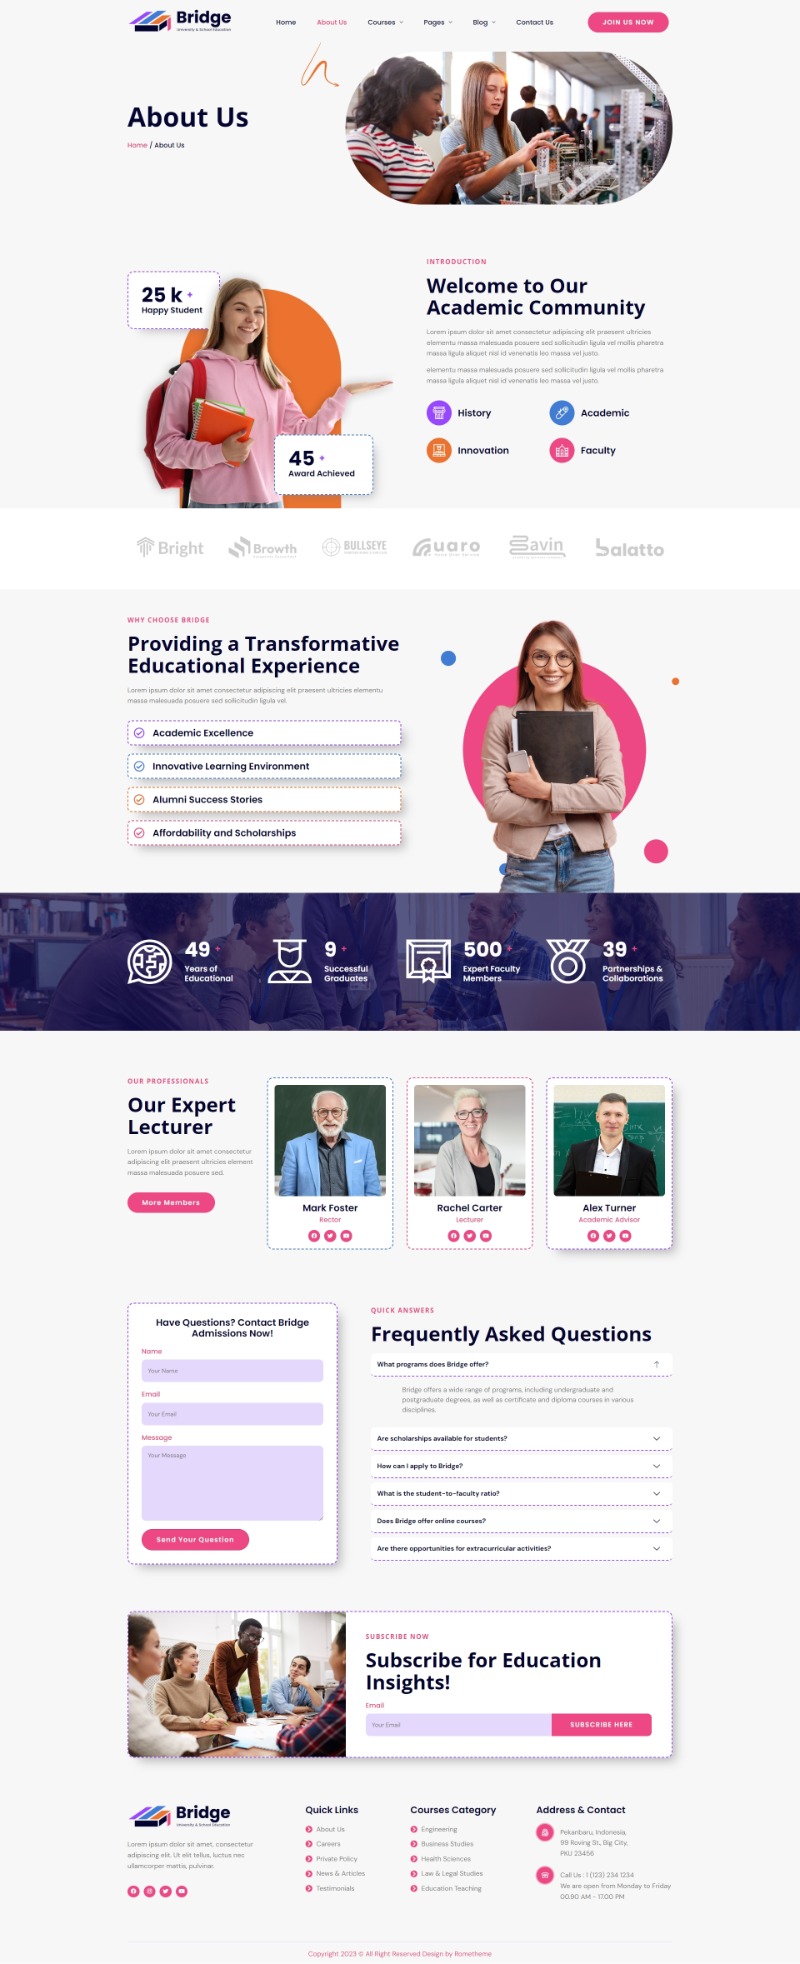 Bridge
University & School Education
Home
About Us
Courses
Pages
Blog
Contact Us
JOIN US NOW
About Us
Home / About Us
25 k +
Happy Student
45 +
Award Achieved
INTRODUCTION
Welcome to Our
Academic Community
Lorem ipsum dolor sit amet consectetur adipiscing elit praesent ultricies
elementu massa malesuada posuere sed sollicitudin ligula vel mollis pharetra
massa ligula aliquet nisl id venenatis leo massa vel justo.
elementu massa malesuada posuere sed sollicitudin ligula vel mollis pharetra
massa ligula aliquet nisl id venenatis leo massa vel justo.
History
Academic
Innovation
Faculty
Bright
Browth
BULLSEYE
Guaro
Savin
Balatto
WHY CHOOSE BRIDGE
Providing a Transformative
Educational Experience
Lorem ipsum dolor sit amet consectetur adipiscing elit praesent ultricies elementu
massa malesuada posuere sed sollicitudin ligula vel.
Academic Excellence
Innovative Learning Environment
Alumni Success Stories
Affordability and Scholarships
49 +
Years of
Educational
9 +
Successful
Graduates
500 +
Expert Faculty
Members
39 +
Partnerships &
Collaborations
OUR PROFESSIONALS
Our Expert
Lecturer
Lorem ipsum dolor sit amet consectetur
adipiscing elit praesent ultricies element
massa malesuada posuere sed.
More Members
Mark Foster
Rector
Rachel Carter
Lecturer
Alex Turner
Academic Advisor
Have Questions? Contact Bridge
Admissions Now!
Name
Your Name
Email
Your Email
Message
Your Message
Send Your Question
QUICK ANSWERS
Frequently Asked Questions
What programs does Bridge offer?
Bridge offers a wide range of programs, including undergraduate and
postgraduate degrees, as well as certificate and diploma courses in various
disciplines.
Are scholarships available for students?
How can I apply to Bridge?
What is the student-to-faculty ratio?
Does Bridge offer online courses?
Are there opportunities for extracurricular activities?
SUBSCRIBE NOW
Subscribe for Education
Insights!
Email
Your Email
SUBSCRIBE HERE
Bridge
University & School Education
Lorem ipsum dolor sit amet, consectetur
adipiscing elit. Ut elit tellus, luctus nec
ullamcorper mattis, pulvinar.
Quick Links
About Us
Careers
Private Policy
News & Articles
Testimonials
Courses Category
Engineering
Business Studies
Health Sciences
Law & Legal Studies
Education Teaching
Address & Contact
Pekanbaru, Indonesia,
99 Roving St., Big City,
PKU 23456
Call Us : 1 (123) 234 1234
We are open from Monday to Friday
00.90 AM - 17.00 PM
Copyright 2023 © All Right Reserved Design by Rometheme